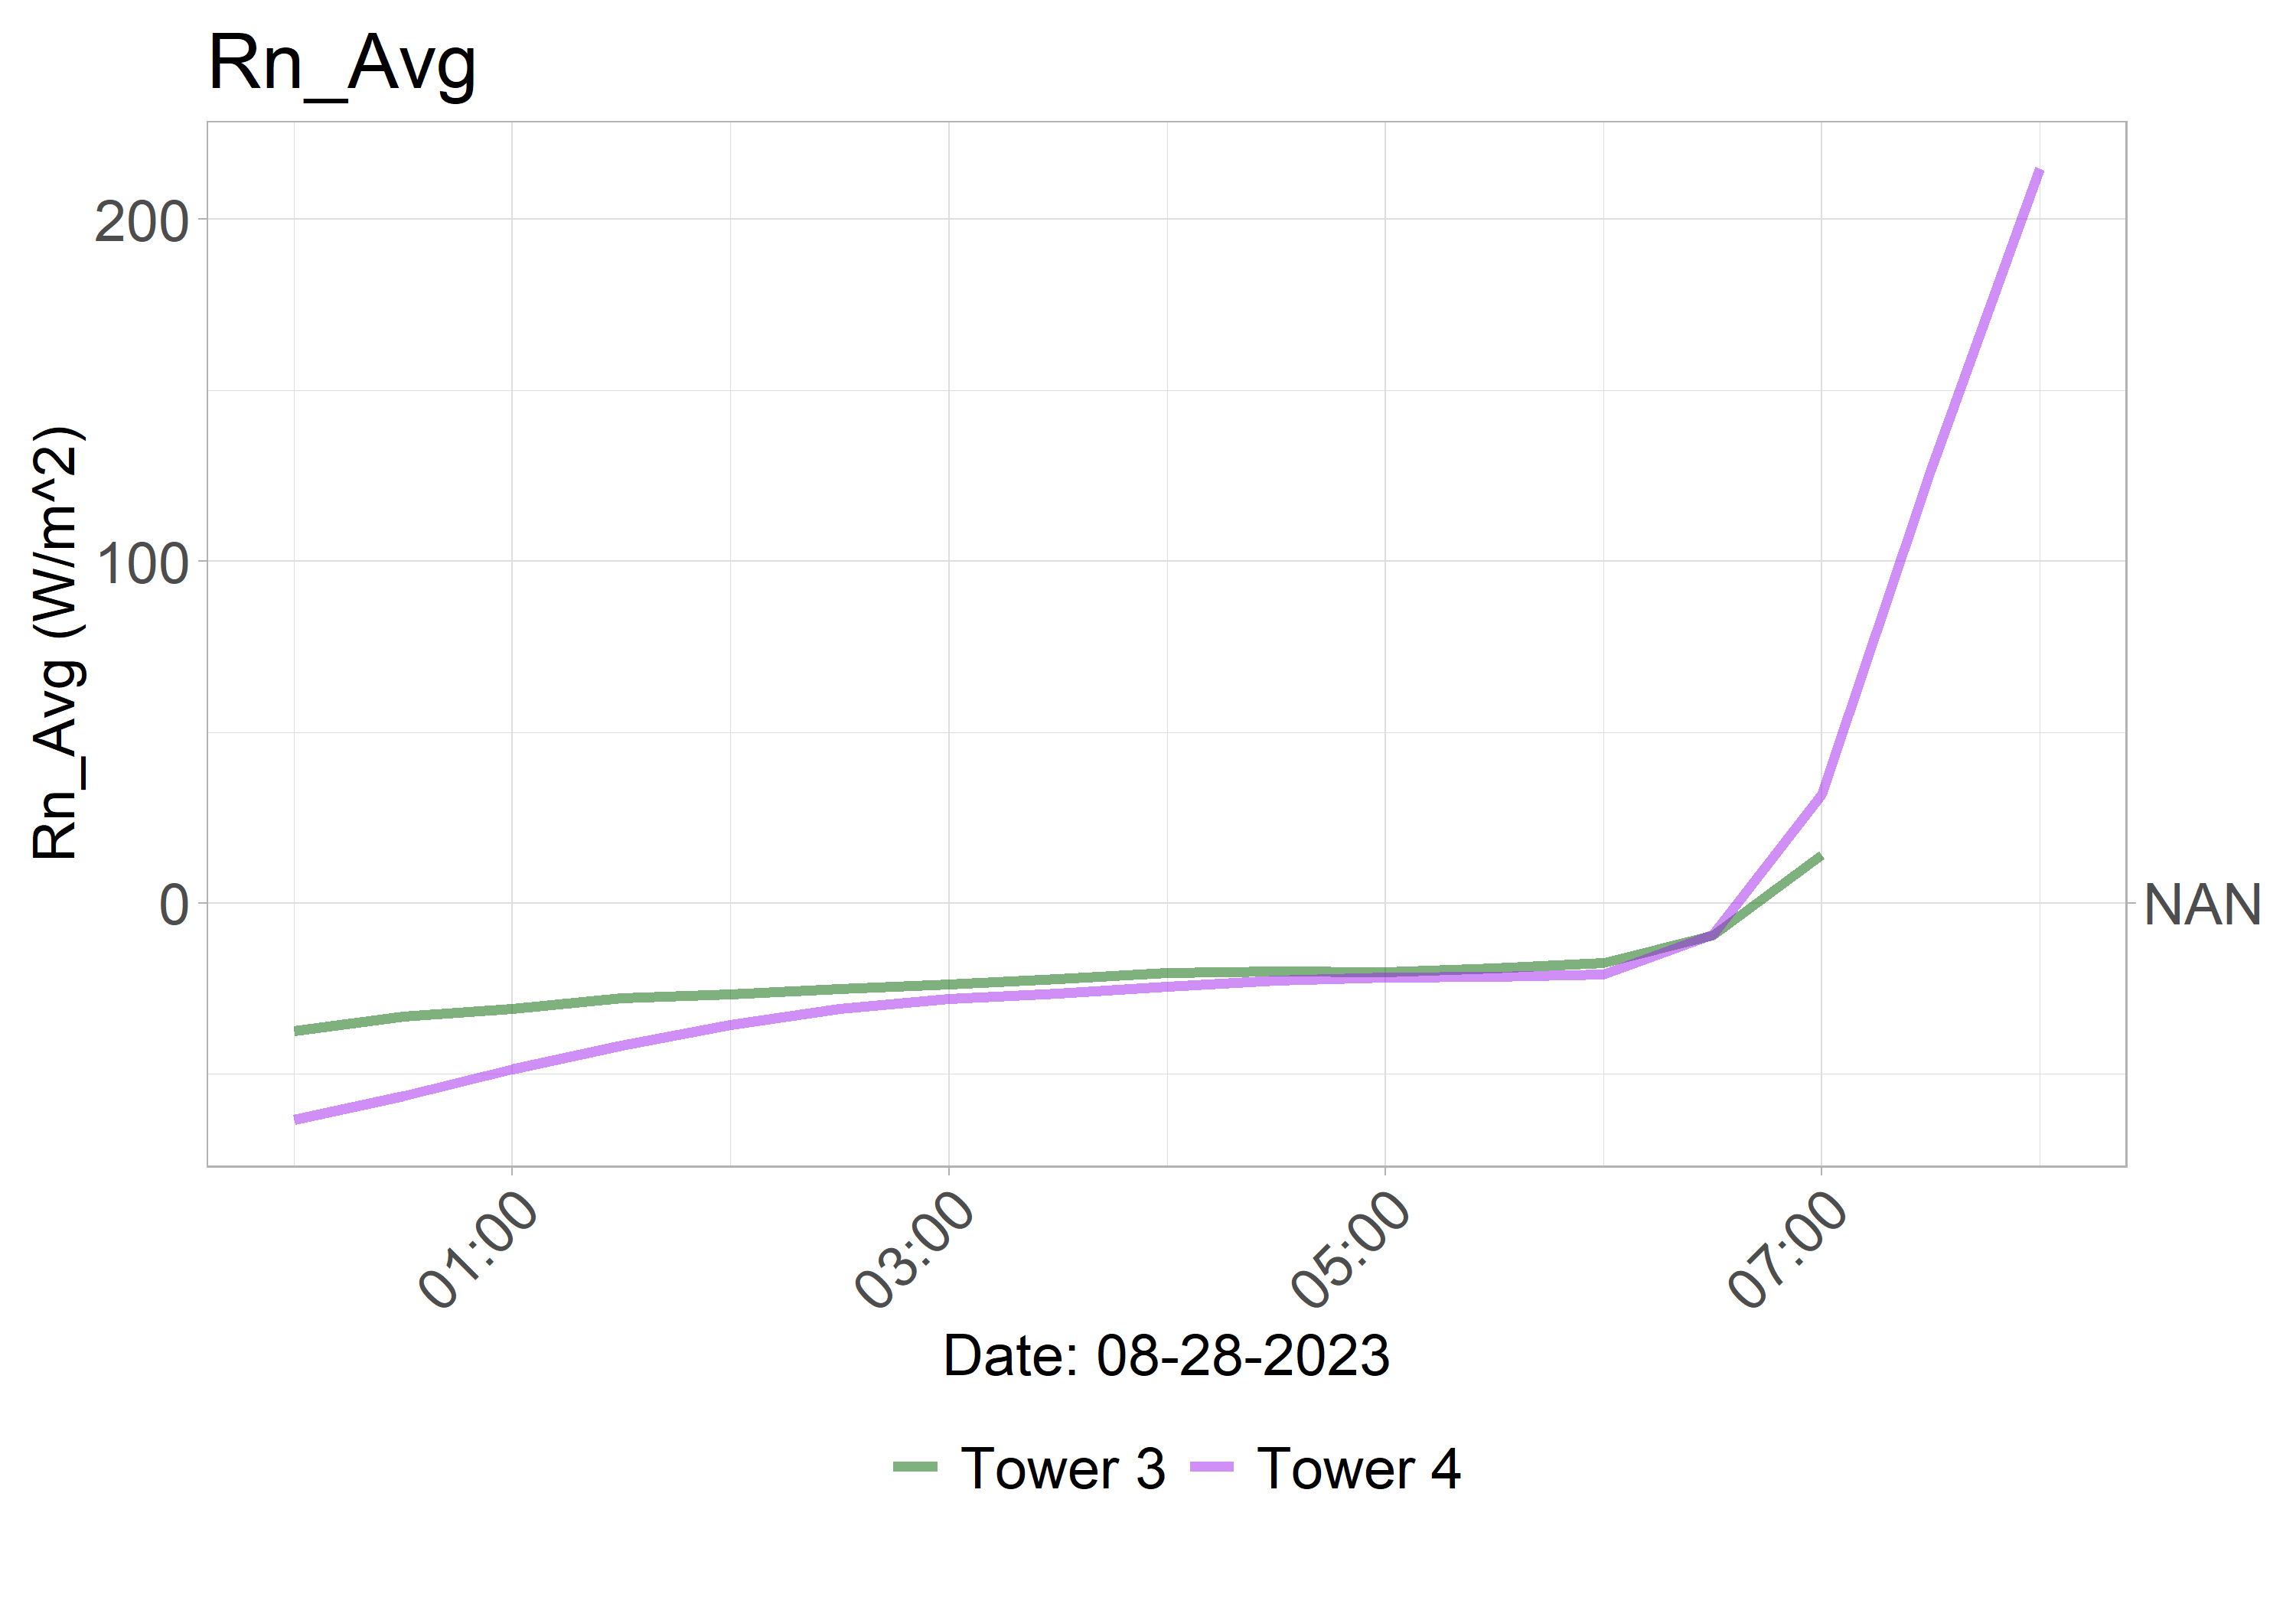 Rn_Avg
Rn_Avg (W/m^2)
200
100
0
NAN
01:00
03:00
05:00
07:00
Date: 08-28-2023
Tower 3
Tower 4